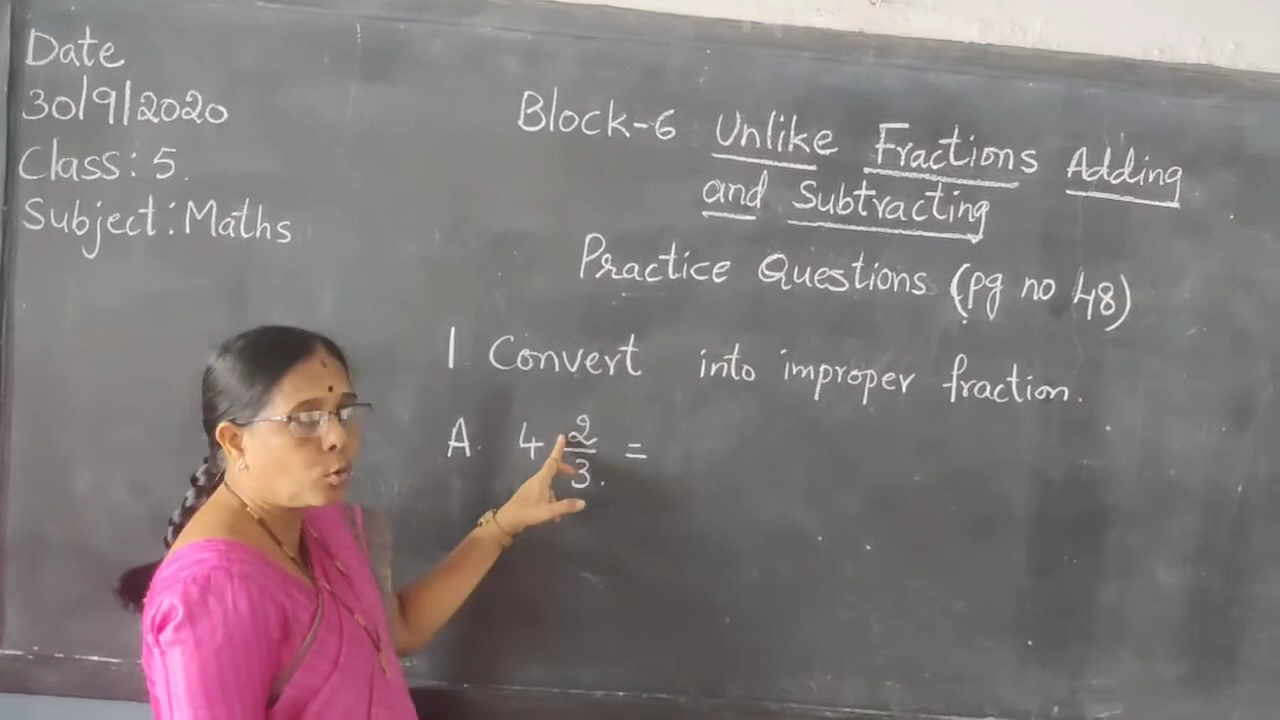 Date
30/9/2020
Class: 5.
Subject: Maths
Block-6 Unlike Fractions Adding
and Subtracting
Practice Questions (pg no 48)
1 Convert into improper fraction.
A. 4 2/3. =